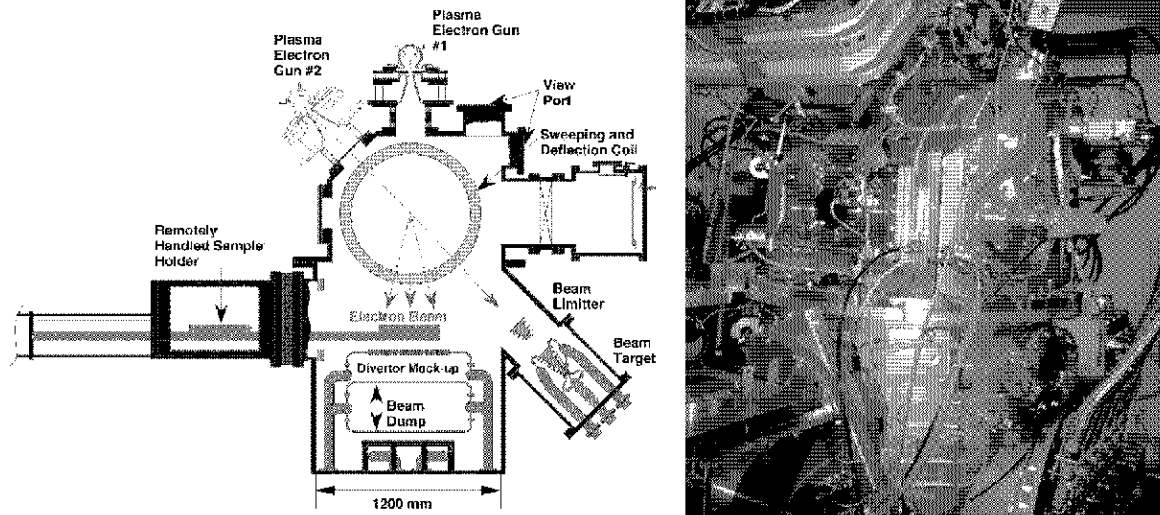 Plasma
Electron Gun
#1
Plasma
Electron
Gun #2
View
Port
Sweeping and
Deflection Coil
Remotely
Handled Sample
Holder
Beam
Limitter
Electron Beam
Beam
Target
Divertor Mock-up
Beam
Dump
1200 mm